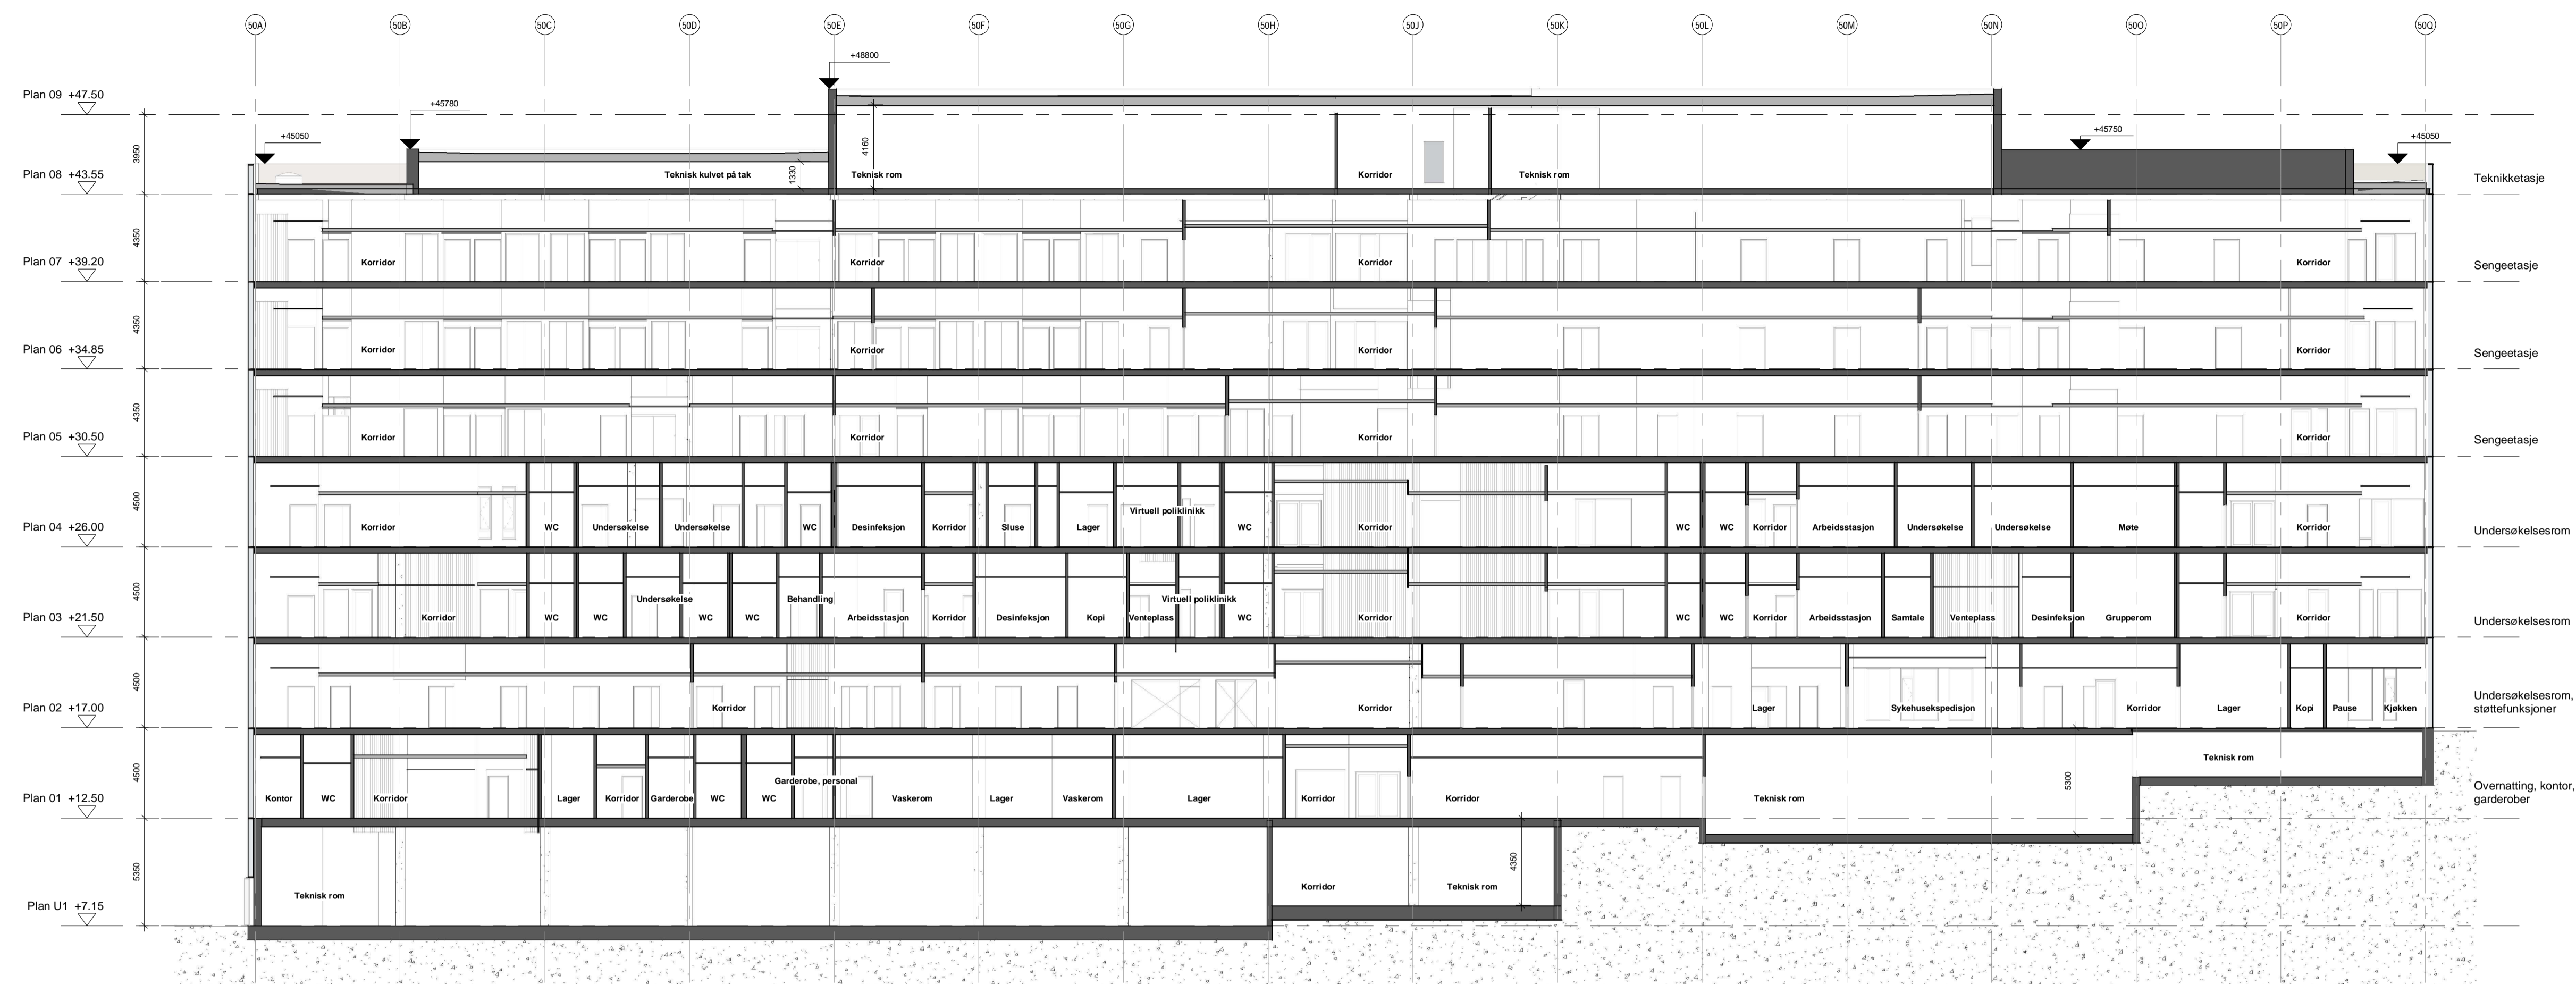 50A 50B 50C 50D 50E 50F 50G 50H 50J 50K 50L 50M 50N 50O 50P 50Q
+48800
Plan 09 +47.50
+45780
+45050
+45750
+45050
3950
4160
1330
Plan 08 +43.55
Teknisk kulvet på tak
Teknisk rom
Korridor
Teknisk rom
Teknikketasje
4350
Plan 07 +39.20
Korridor
Korridor
Korridor
Korridor
Sengeetasje
4350
Plan 06 +34.85
Korridor
Korridor
Korridor
Korridor
Sengeetasje
4350
Plan 05 +30.50
Korridor
Korridor
Korridor
Korridor
Sengeetasje
4500
Plan 04 +26.00
Korridor
WC
Undersøkelse
Undersøkelse
WC
Desinfeksjon
Korridor
Sluse
Lager
Virtuell poliklinikk
WC
Korridor
WC
WC
Korridor
Arbeidsstasjon
Undersøkelse
Undersøkelse
Møte
Korridor
Undersøkelsesrom
4500
Plan 03 +21.50
Korridor
WC
WC
Undersøkelse
WC
WC
Behandling
Arbeidsstasjon
Korridor
Desinfeksjon
Kopi
Venteplass
Virtuell poliklinikk
WC
Korridor
WC
WC
Korridor
Arbeidsstasjon
Samtale
Venteplass
Desinfeksjon
Grupperom
Korridor
Undersøkelsesrom
4500
Plan 02 +17.00
Korridor
Korridor
Lager
Sykehusekspedisjon
Korridor
Lager
Kopi
Pause
Kjøkken
Undersøkelsesrom,
støttefunksjoner
4500
Plan 01 +12.50
Kontor
WC
Korridor
Lager
Korridor
Garderobe
WC
WC
Garderobe, personal
Vaskerom
Lager
Vaskerom
Lager
Korridor
Korridor
Teknisk rom
5300
Teknisk rom
Overnatting, kontor,
garderober
5350
Plan U1 +7.15
Teknisk rom
Korridor
Teknisk rom
4350